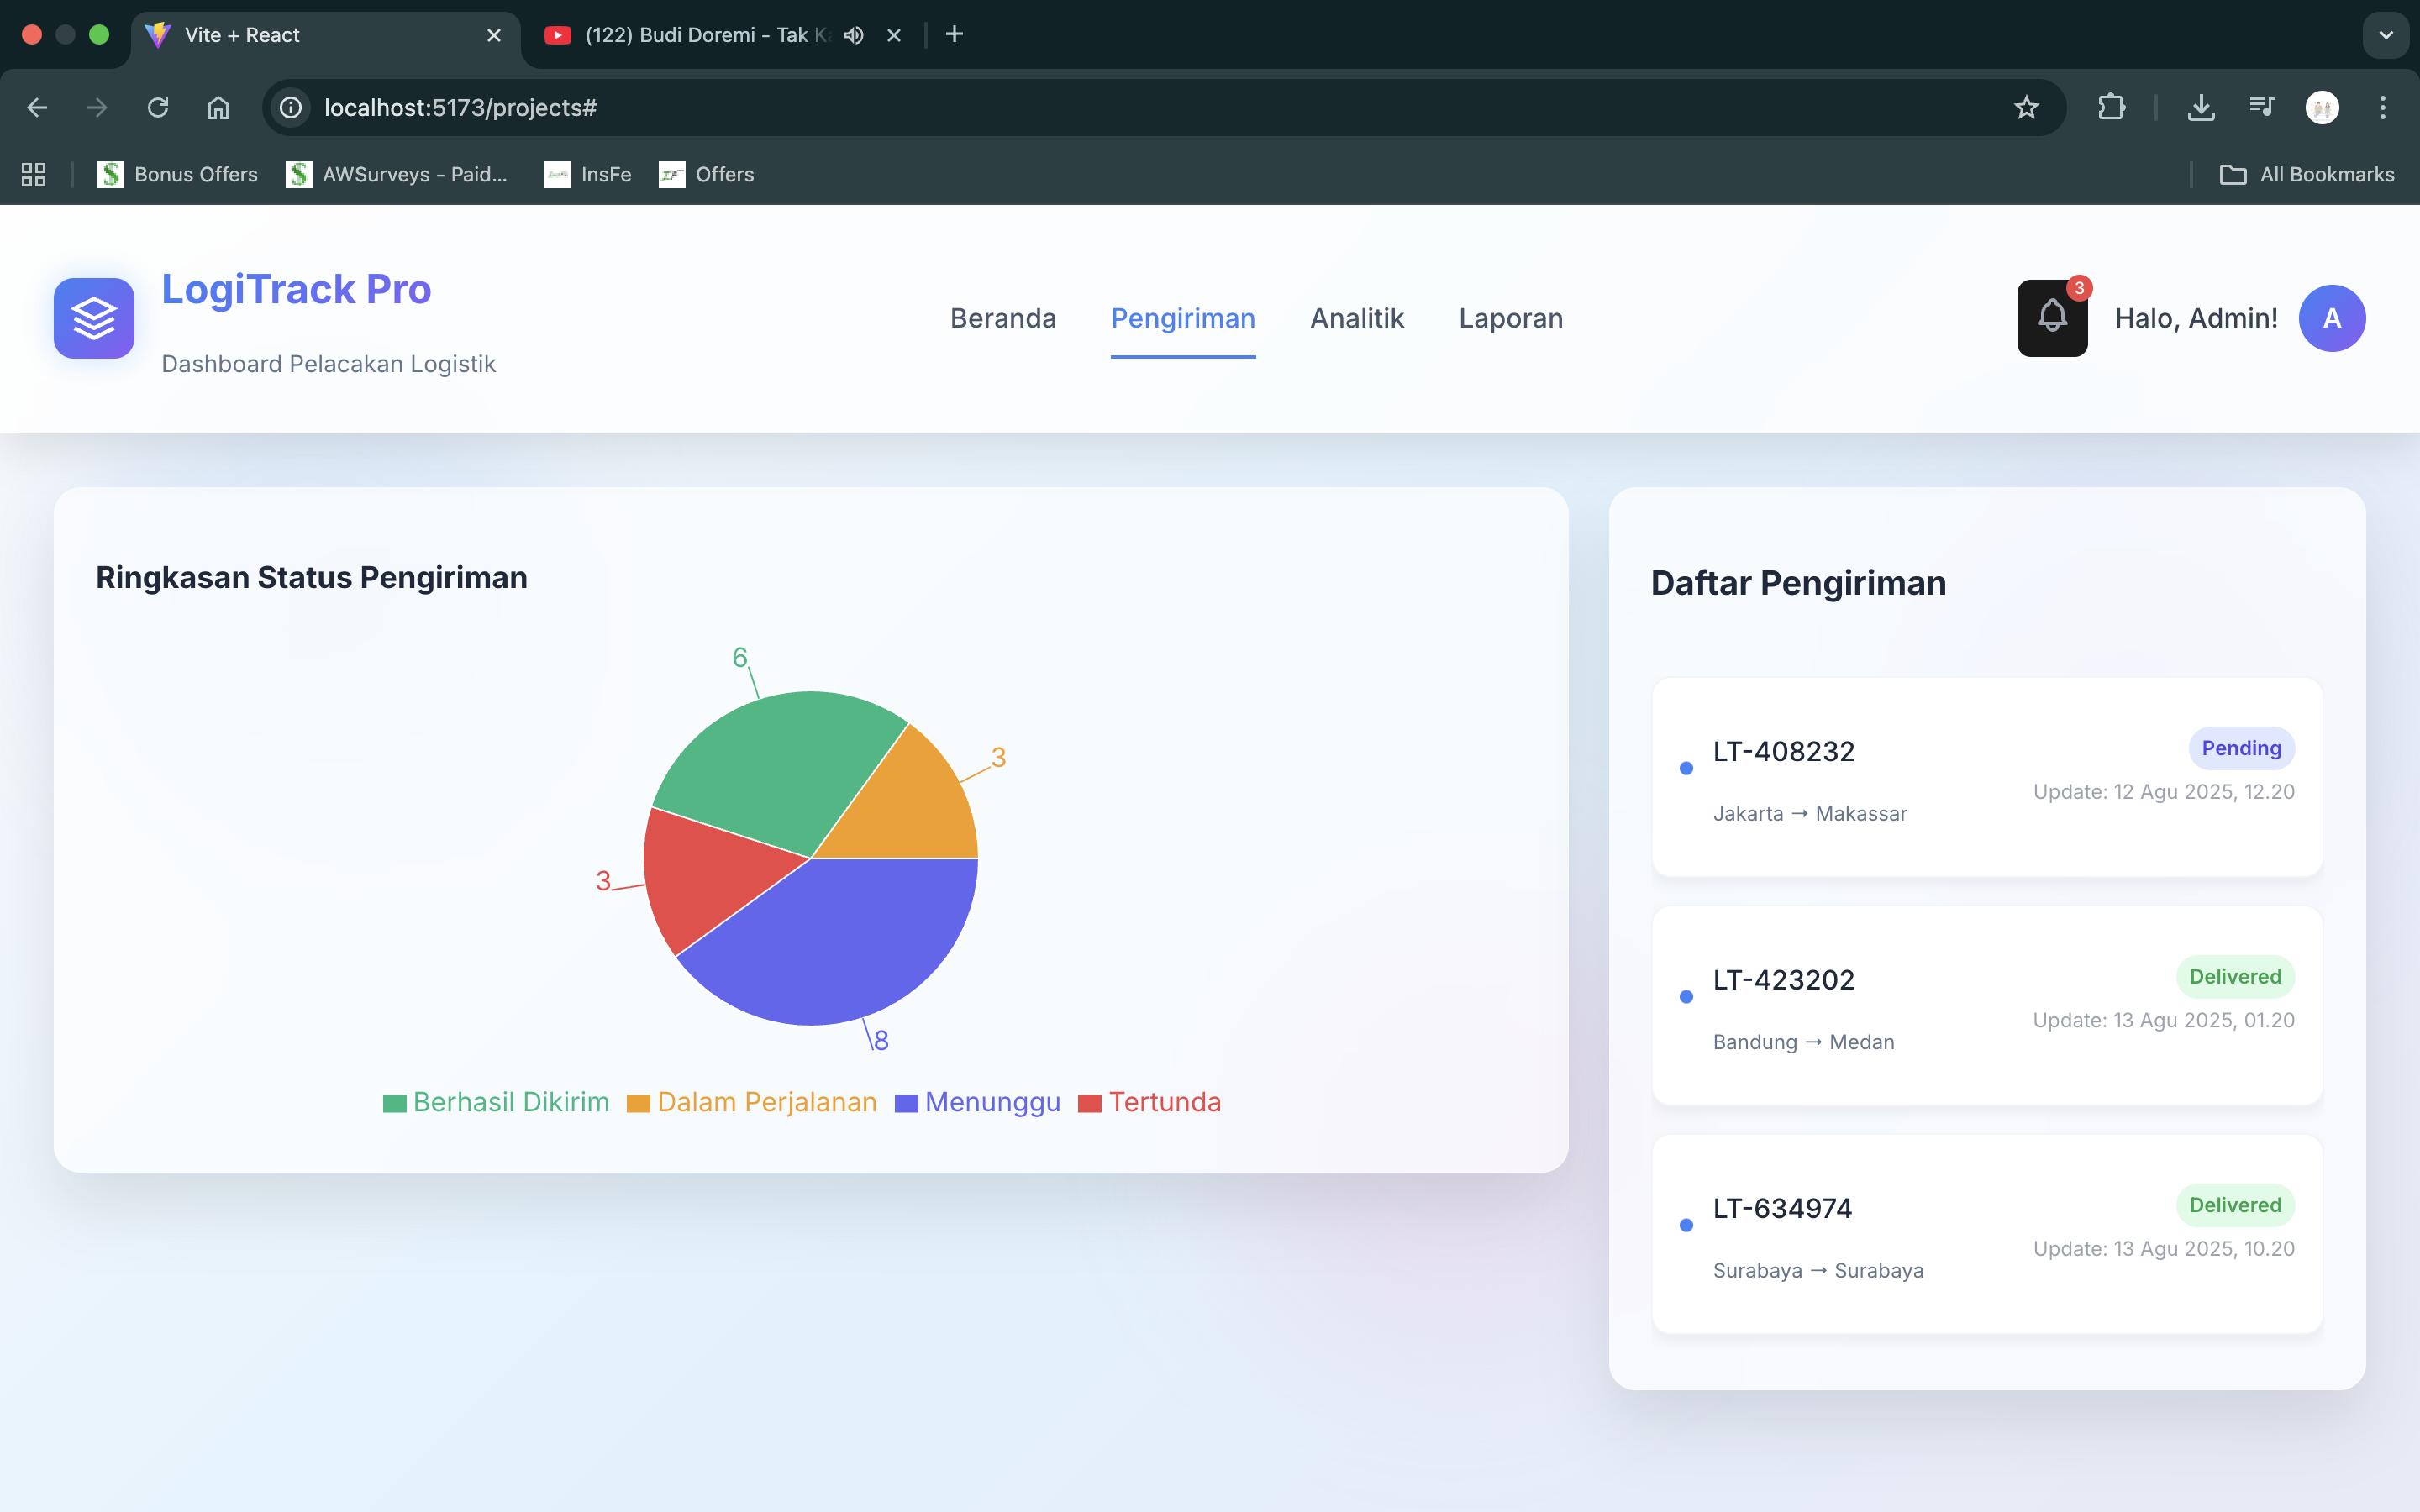 Vite + React
(122) Budi Doremi - Tak
localhost:5173/projects#
Bonus Offers
AWSurveys - Paid...
InsFe
Offers
All Bookmarks
LogiTrack Pro
Dashboard Pelacakan Logistik
Beranda
Pengiriman
Analitik
Laporan
3
Halo, Admin!
A
Ringkasan Status Pengiriman
6
3
3
8
Berhasil Dikirim
Dalam Perjalanan
Menunggu
Tertunda
Daftar Pengiriman
LT-408232
Pending
Update: 12 Agu 2025, 12.20
Jakarta → Makassar
LT-423202
Delivered
Update: 13 Agu 2025, 01.20
Bandung → Medan
LT-634974
Delivered
Update: 13 Agu 2025, 10.20
Surabaya → Surabaya